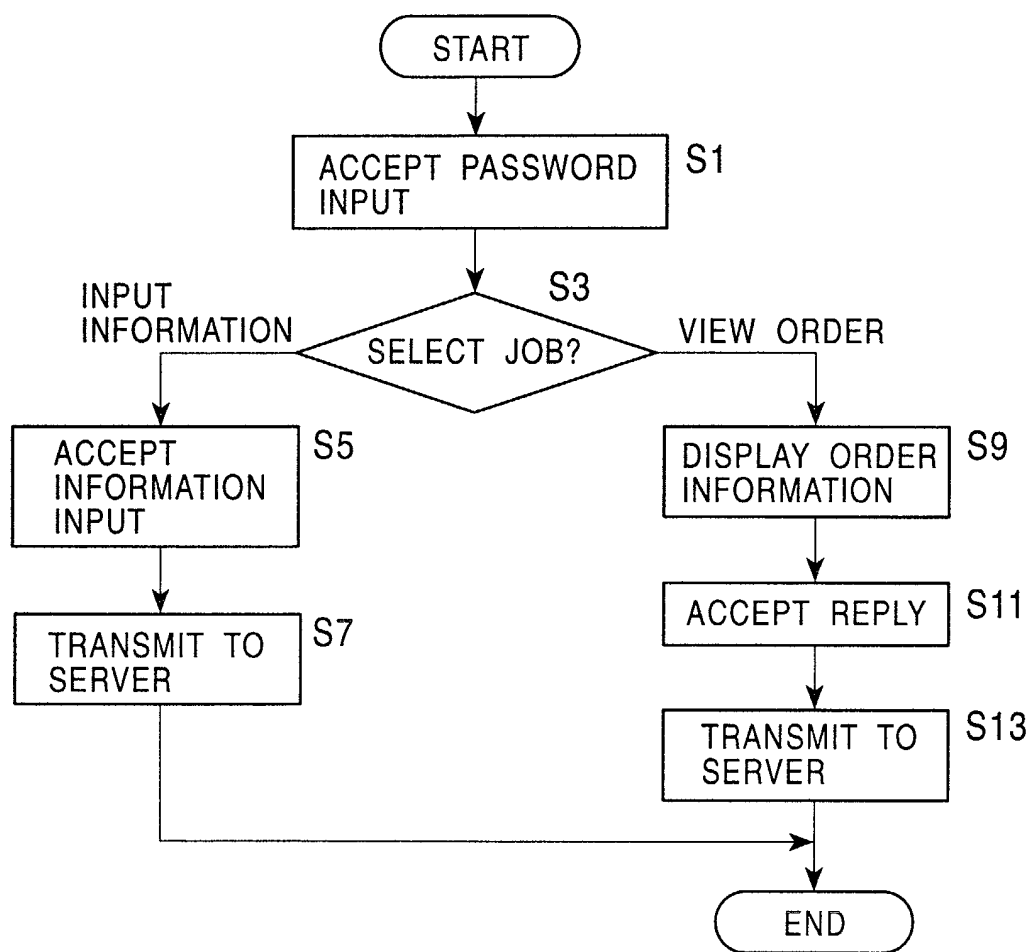 START
ACCEPT PASSWORD
INPUT
S1
S3
INPUT
INFORMATION
SELECT JOB?
VIEW ORDER
ACCEPT
INFORMATION
INPUT
S5
TRANSMIT TO
SERVER
S7
DISPLAY ORDER
INFORMATION
S9
ACCEPT REPLY
S11
TRANSMIT TO
SERVER
S13
END